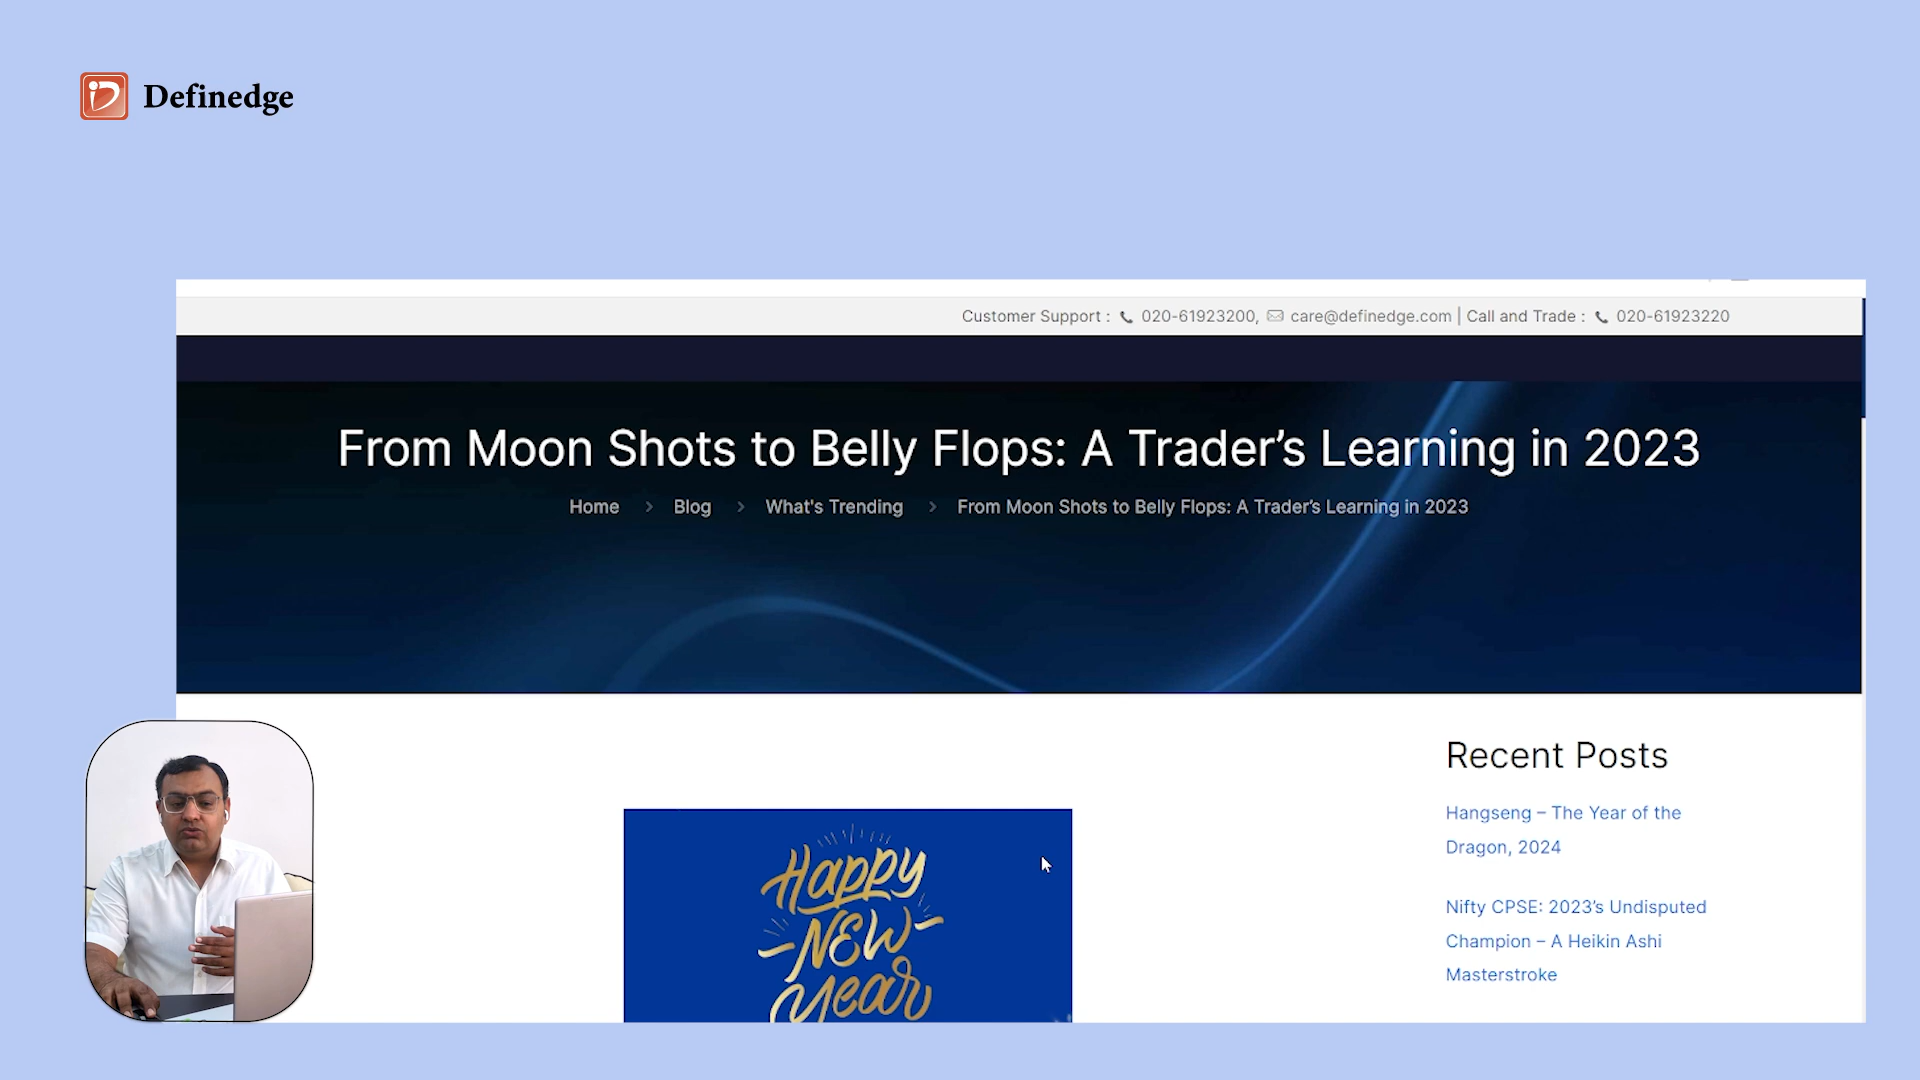 Definedge
Customer Support : 020-61923200, care@definedge.com | Call and Trade : 020-61923220
From Moon Shots to Belly Flops: A Trader’s Learning in 2023
Home > Blog > What's Trending > From Moon Shots to Belly Flops: A Trader’s Learning in 2023
Recent Posts
Hangseng – The Year of the
Dragon, 2024
Nifty CPSE: 2023’s Undisputed
Champion – A Heikin Ashi
Masterstroke
Happy
NEW
Year